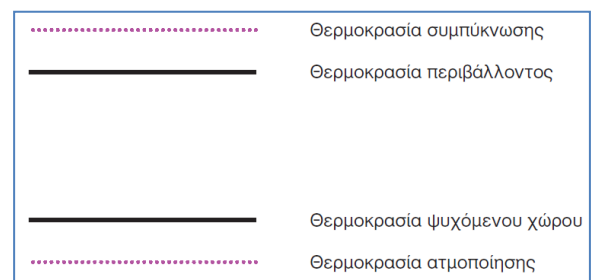 Θερμοκρασία συμπύκνωσης
Θερμοκρασία περιβάλλοντος
Θερμοκρασία ψυχόμενου χώρου
Θερμοκρασία ατμοποίησης